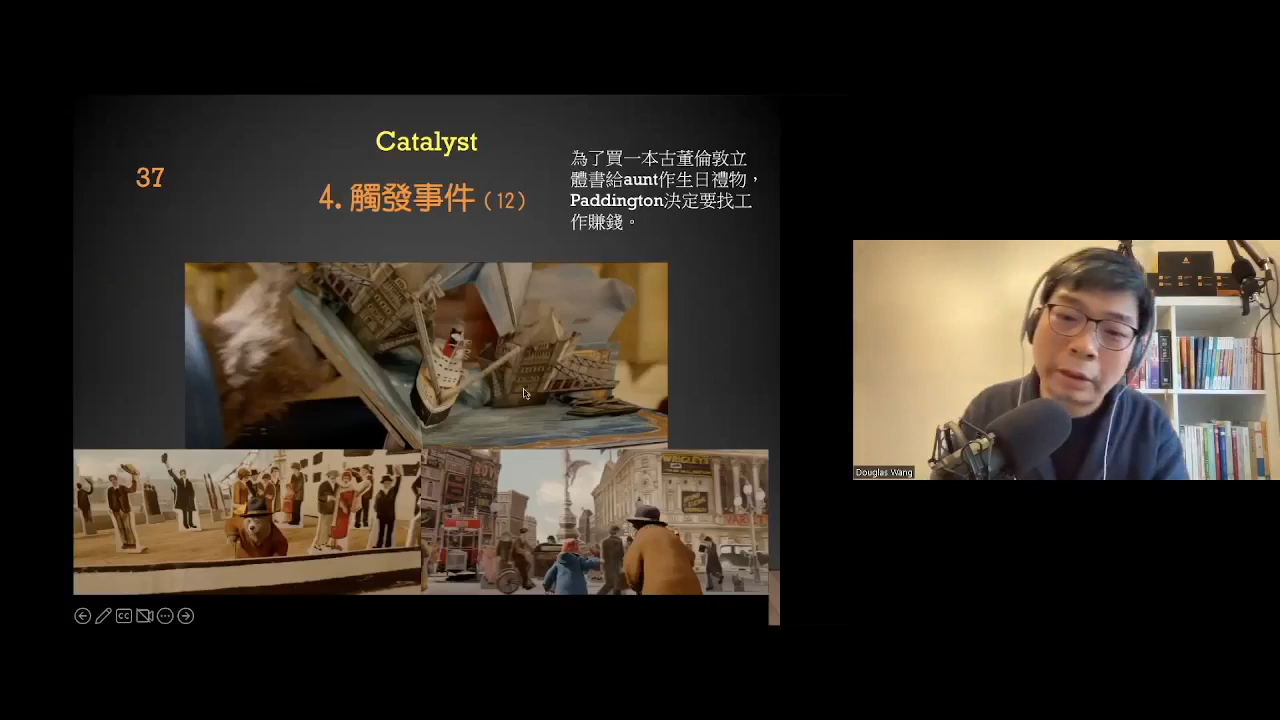 Catalyst
37
4. 觸發事件（12）
為了買一本古董倫敦立
體書給aunt作生日禮物，
Paddington決定要找工
作賺錢。
WRIGLEYS
CC
Douglas Wang